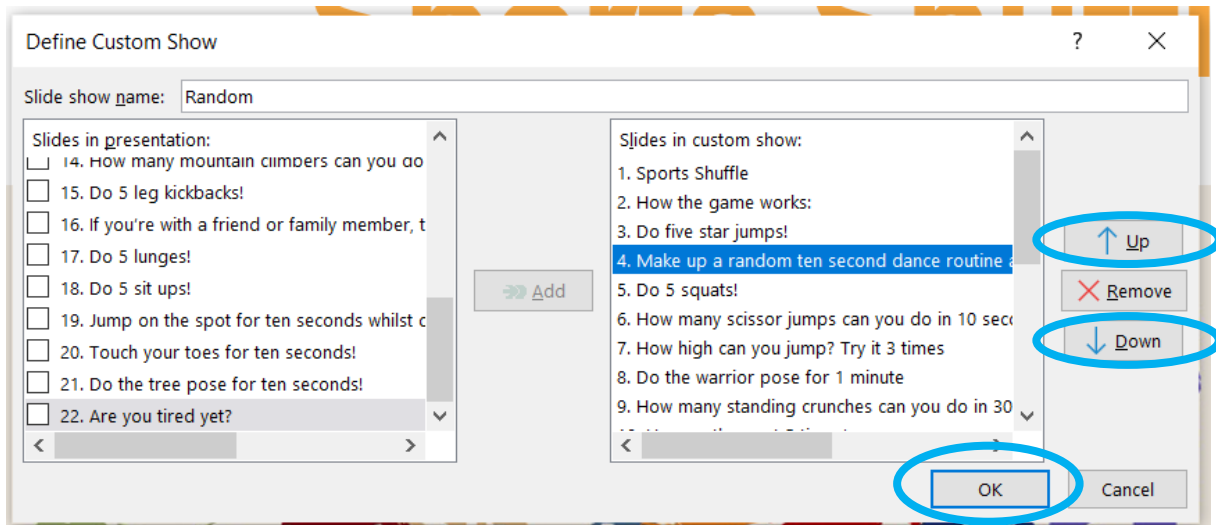 Define Custom Show
?
Slide show name: Random
Slides in presentation:
14. How many mountain climbers can you do
15. Do 5 leg kickbacks!
16. If you're with a friend or family member, t
17. Do 5 lunges!
18. Do 5 sit ups!
19. Jump on the spot for ten seconds whilst c
20. Touch your toes for ten seconds!
21. Do the tree pose for ten seconds!
22. Are you tired yet?
Add
Slides in custom show:
1. Sports Shuffle
2. How the game works:
3. Do five star jumps!
4. Make up a random ten second dance routine a
5. Do 5 squats!
6. How many scissor jumps can you do in 10 seco
7. How high can you jump? Try it 3 times
8. Do the warrior pose for 1 minute
9. How many standing crunches can you do in 30
Up
Remove
Down
OK
Cancel